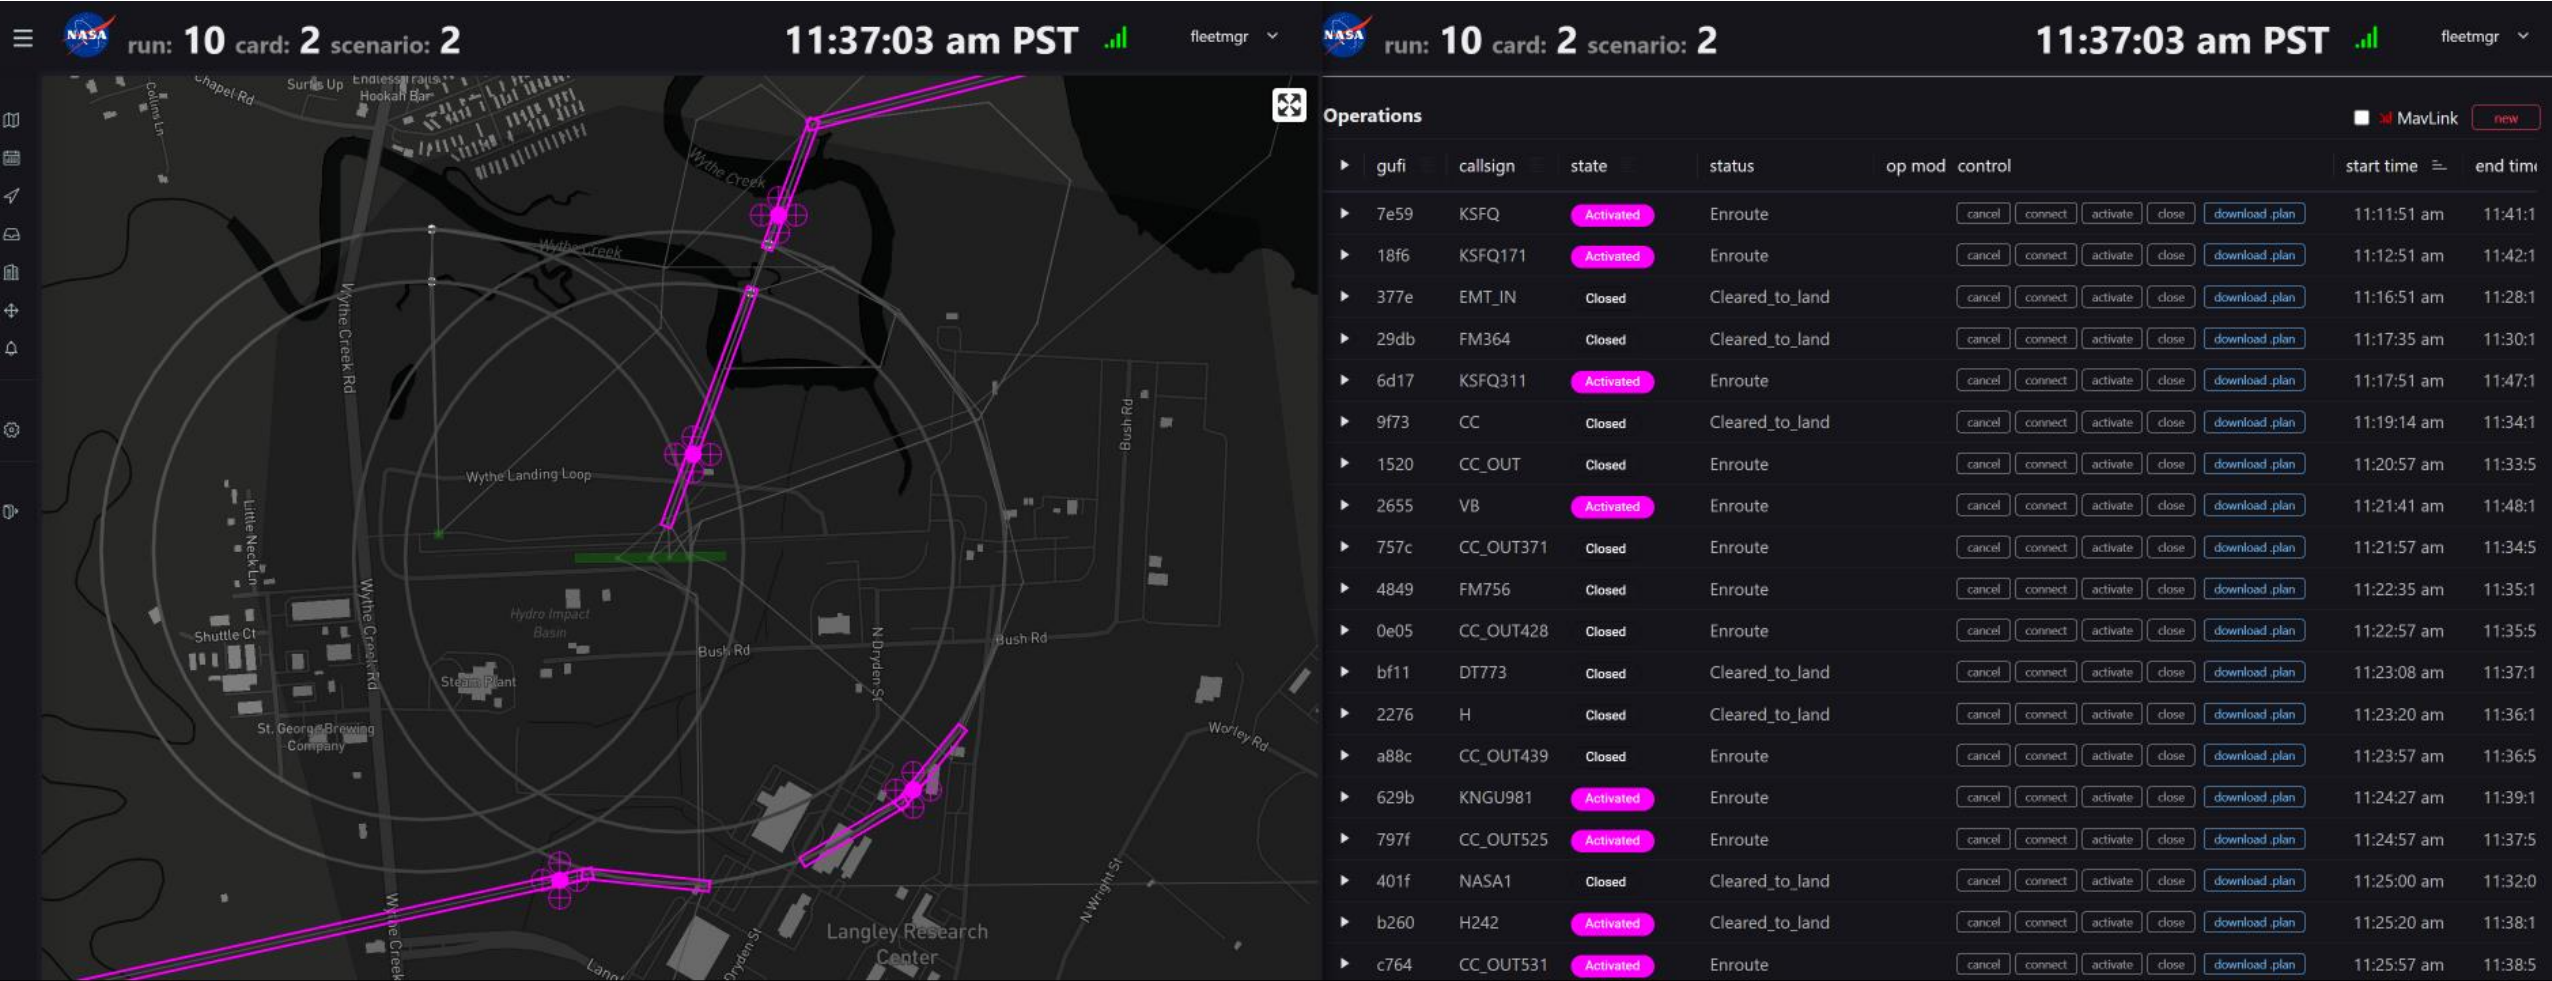 NASA run: 10 card: 2 scenario: 2 11:37:03 am PST fleetmgr
Chapel Rd
Collins Ln
Surfs Up
Endless Trails
Hookah Bar
Wythe Creek
Wythe Creek
Wythe Creek Rd
Bush Rd
Wythe Landing Loop
Little Neck Ln
Hydro Impact
Basin
Shuttle Ct
Wythe Creek Rd
Bush Rd
Bush Rd
N Dryden St
Steam Plant
St. George Brewing
Company
Worley Rd
N Wright St
Wythe Creek
Langley Research
Center
Dryden St
Langl
NASA run: 10 card: 2 scenario: 2 11:37:03 am PST fleetmgr
Operations MavLink new
gufi callsign state status op mod control start time end time
7e59 KSFQ Activated Enroute cancel connect activate close download .plan 11:11:51 am 11:41:1
18f6 KSFQ171 Activated Enroute cancel connect activate close download .plan 11:12:51 am 11:42:1
377e EMT_IN Closed Cleared_to_land cancel connect activate close download .plan 11:16:51 am 11:28:1
29db FM364 Closed Cleared_to_land cancel connect activate close download .plan 11:17:35 am 11:30:1
6d17 KSFQ311 Activated Enroute cancel connect activate close download .plan 11:17:51 am 11:47:1
9f73 CC Closed Cleared_to_land cancel connect activate close download .plan 11:19:14 am 11:34:1
1520 CC_OUT Closed Enroute cancel connect activate close download .plan 11:20:57 am 11:33:5
2655 VB Activated Enroute cancel connect activate close download .plan 11:21:41 am 11:48:1
757c CC_OUT371 Closed Enroute cancel connect activate close download .plan 11:21:57 am 11:34:5
4849 FM756 Closed Enroute cancel connect activate close download .plan 11:22:35 am 11:35:1
0e05 CC_OUT428 Closed Enroute cancel connect activate close download .plan 11:22:57 am 11:35:5
bf11 DT773 Closed Cleared_to_land cancel connect activate close download .plan 11:23:08 am 11:37:1
2276 H Closed Cleared_to_land cancel connect activate close download .plan 11:23:20 am 11:36:1
a88c CC_OUT439 Closed Enroute cancel connect activate close download .plan 11:23:57 am 11:36:5
629b KNGU981 Activated Enroute cancel connect activate close download .plan 11:24:27 am 11:39:1
797f CC_OUT525 Activated Enroute cancel connect activate close download .plan 11:24:57 am 11:37:5
401f NASA1 Closed Cleared_to_land cancel connect activate close download .plan 11:25:00 am 11:32:0
b260 H242 Activated Cleared_to_land cancel connect activate close download .plan 11:25:20 am 11:38:1
c764 CC_OUT531 Activated Enroute cancel connect activate close download .plan 11:25:57 am 11:38:5